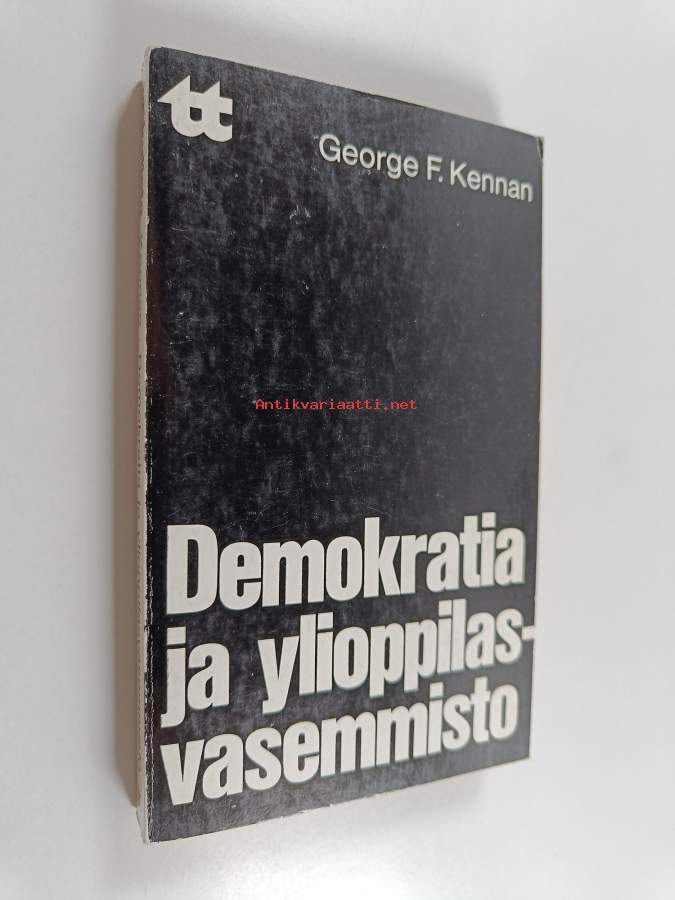 tt
George F. Kennan
Antikvariaatti.net
Demokratia
ja ylioppilas-
vasemmisto